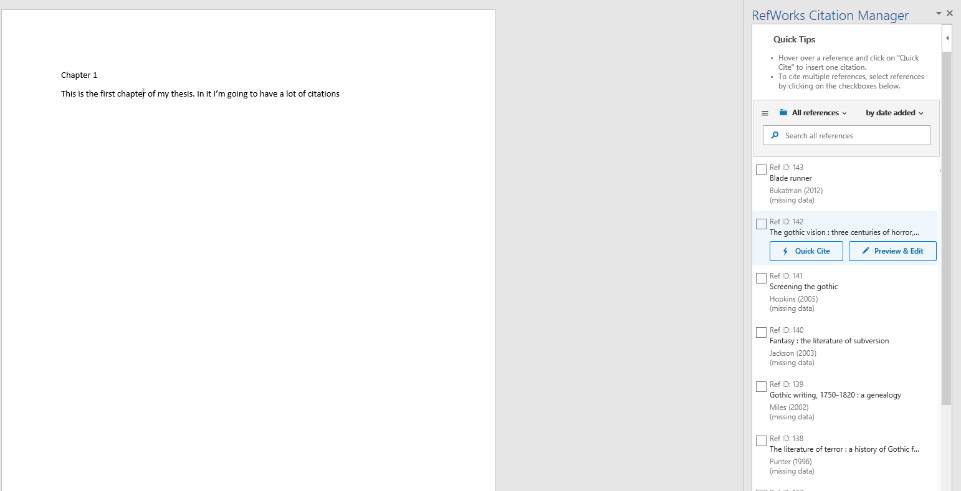 RefWorks Citation Manager
Quick Tips
• Hover over a reference and click on "Quick
Cite" to insert one citation.
• To cite multiple references, select references
by clicking on the checkboxes below.
All references
by date added
Search all references
Chapter 1
This is the first chapter of my thesis. In it I'm going to have a lot of citations
Ref ID: 143
Blade runner
Bukatman (2012)
(missing data)
Ref ID: 142
The gothic vision : three centuries of horror,...
Quick Cite
Preview & Edit
Ref ID: 141
Screening the gothic
Hopkins (2005)
(missing data)
Ref ID: 140
Fantasy : the literature of subversion
Jackson (2003)
(missing data)
Ref ID: 139
Gothic writing, 1750-1820 : a genealogy
Miles (2002)
(missing data)
Ref ID: 138
The literature of terror : a history of Gothic f...
Punter (1996)
(missing data)